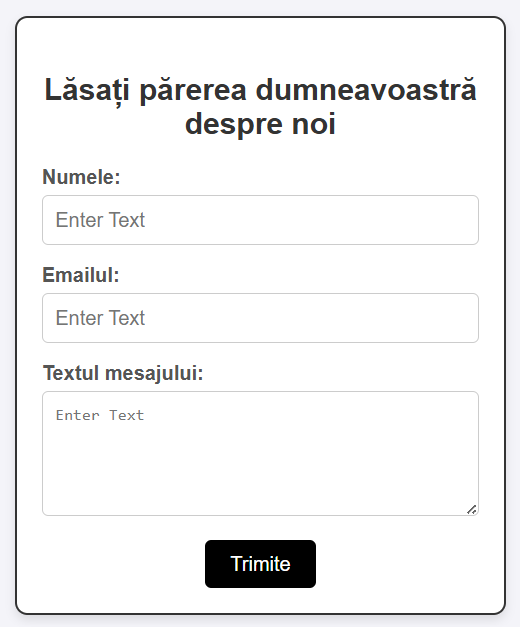 Lăsați părerea dumneavoastră
despre noi
Numele:
Enter Text
Emailul:
Enter Text
Textul mesajului:
Enter Text
Trimite